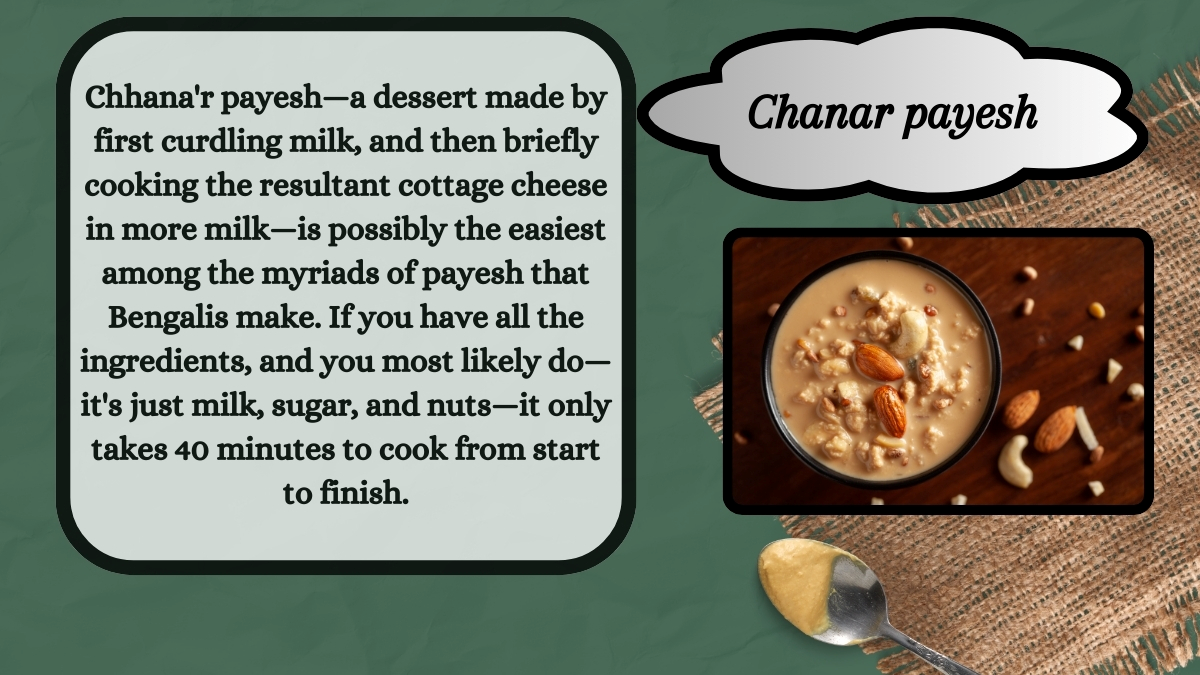 Chhana'r payesh—a dessert made by
first curdling milk, and then briefly
cooking the resultant cottage cheese
in more milk—is possibly the easiest
among the myriads of payesh that
Bengalis make. If you have all the
ingredients, and you most likely do—
it's just milk, sugar, and nuts—it only
takes 40 minutes to cook from start
to finish.
Chanar payesh